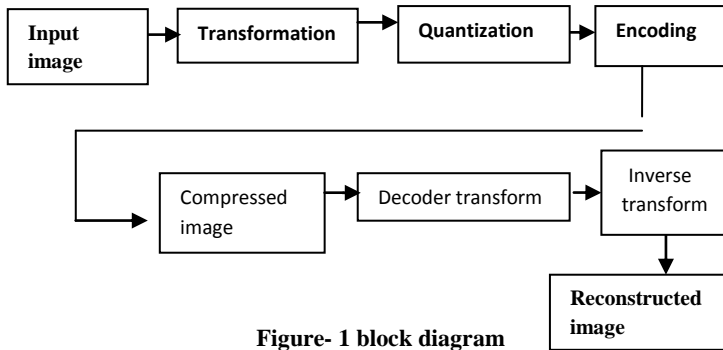 Input
image
Transformation
Quantization
Encoding
Compressed
image
Decoder transform
Inverse
transform
Reconstructed
image
Figure- 1 block diagram